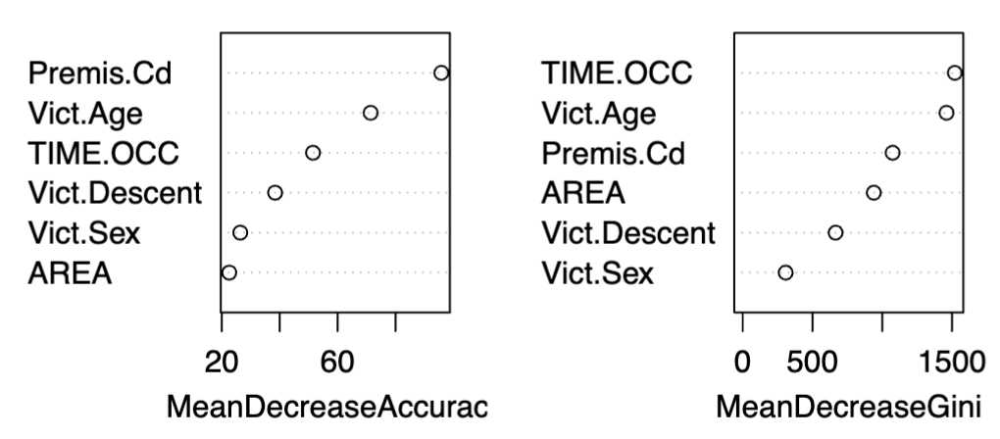 Premis.Cd
Vict.Age
TIME.OCC
Vict.Descent
Vict.Sex
AREA
20 60
MeanDecreaseAccurac
TIME.OCC
Vict.Age
Premis.Cd
AREA
Vict.Descent
Vict.Sex
0 500 1500
MeanDecreaseGini